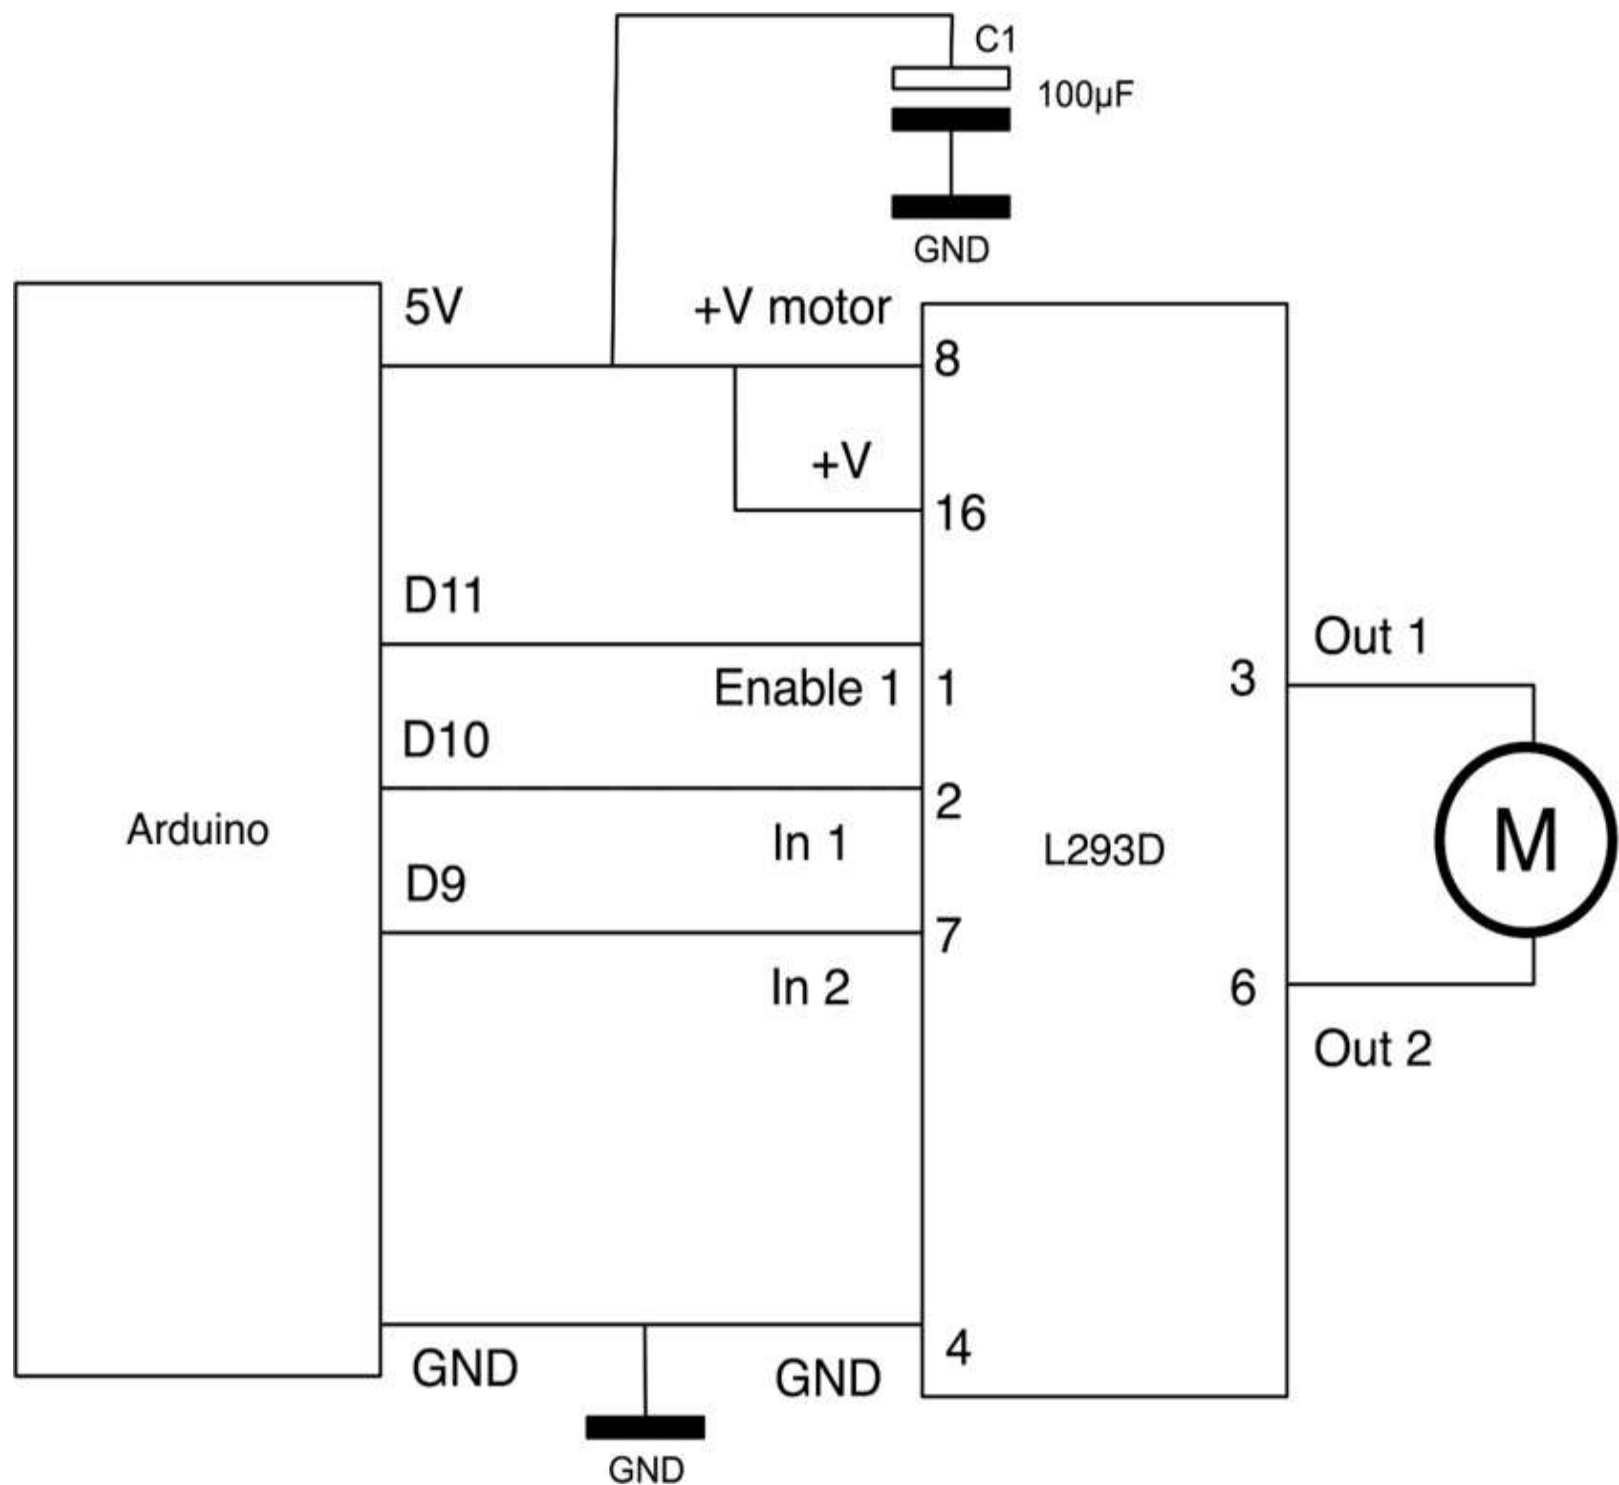 C1
100µF
GND
5V
+V motor
8
+V
16
D11
Enable 1
1
D10
2
In 1
D9
7
In 2
Arduino
L293D
3
Out 1
M
6
Out 2
GND
GND
4
GND